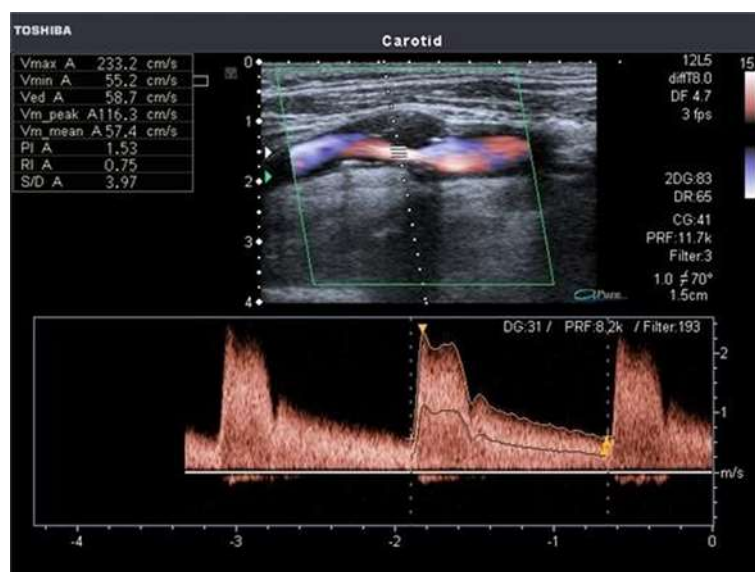 TOSHIBA
Carotid
Vmax A 233.2 cm/s
Vmin A 55.2 cm/s
Ved A 58.7 cm/s
Vm_peak A116.3 cm/s
Vm_mean A 57.4 cm/s
PI A 1.53
RI A 0.75
S/D A 3.97
0
1
2
3
4
12L5
diffT8.0
DF 4.7
3 fps
15
2DG:83
DR:65
CG:41
PRF:11.7k
Filter:3
1.0 ≠70°
1.5cm
DG:31 / PRF:8.2k / Filter:193
2
1
m/s
-4 -3 -2 -1 0